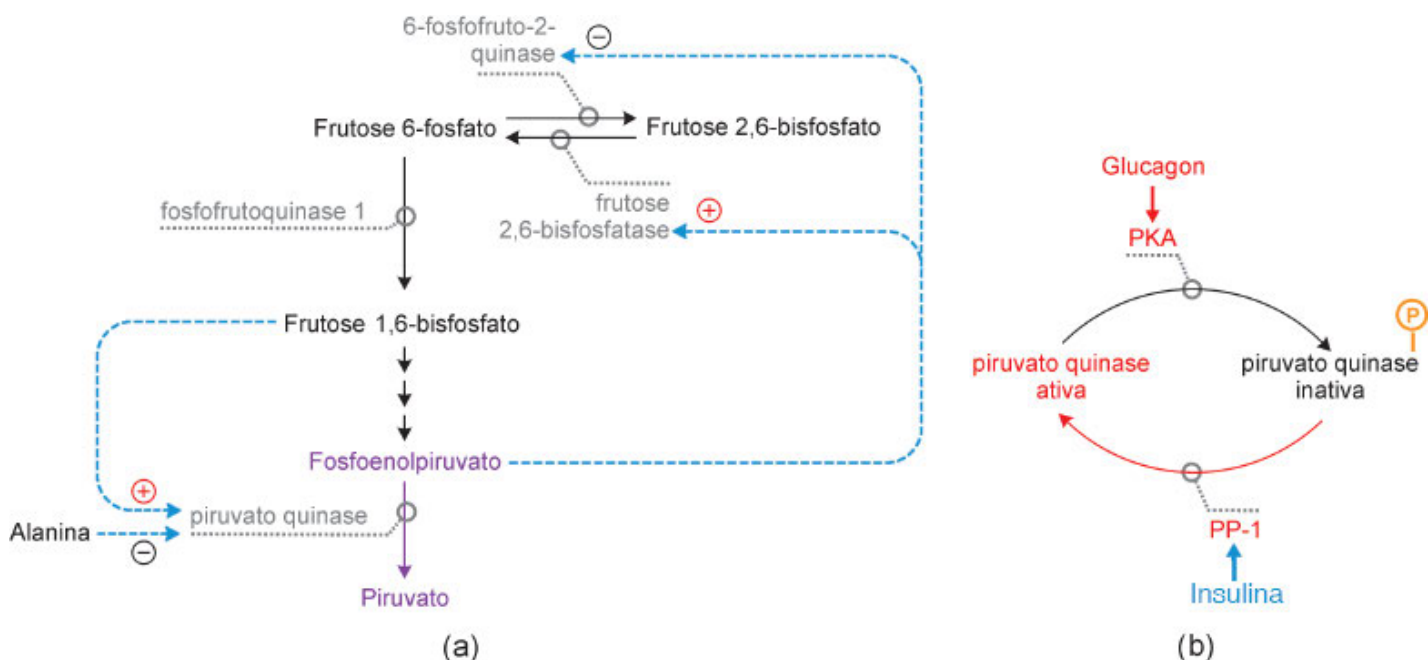 6-fosfofruto-2-
quinase
−
Frutose 6-fosfato
Frutose 2,6-bisfosfato
fosfofrutoquinase 1
frutose
2,6-bisfosfatase
+
Frutose 1,6-bisfosfato
Fosfoenolpiruvato
+
piruvato quinase
Alanina
−
Piruvato
(a)
Glucagon
PKA
P
piruvato quinase
ativa
piruvato quinase
inativa
PP-1
Insulina
(b)